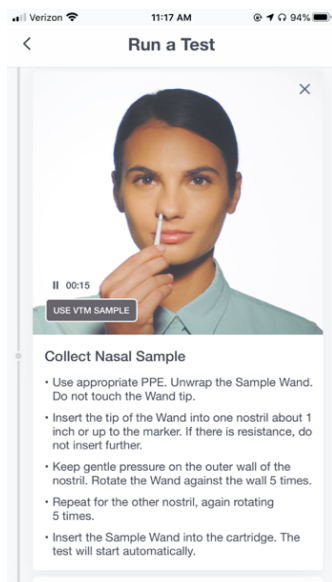 Verizon 11:17 AM 94%
Run a Test
00:15
USE VTM SAMPLE
Collect Nasal Sample
• Use appropriate PPE. Unwrap the Sample Wand.
Do not touch the Wand tip.
• Insert the tip of the Wand into one nostril about 1
inch or up to the marker. If there is resistance, do
not insert further.
• Keep gentle pressure on the outer wall of the
nostril. Rotate the Wand against the wall 5 times.
• Repeat for the other nostril, again rotating
5 times.
• Insert the Sample Wand into the cartridge. The
test will start automatically.